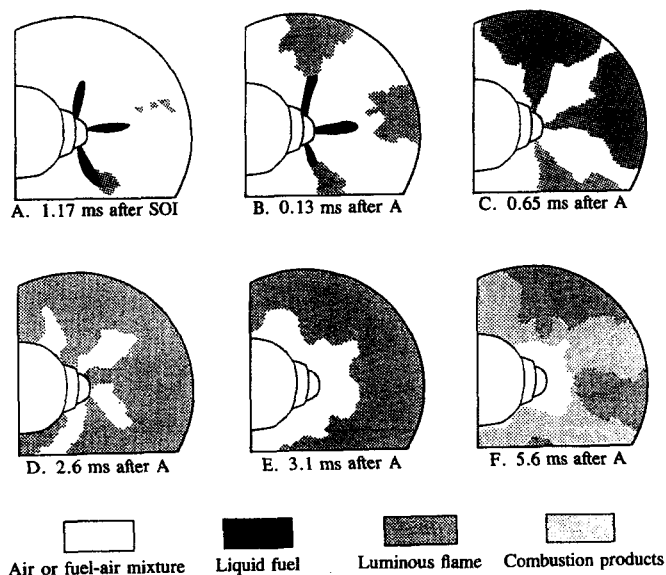 A. 1.17 ms after SOI
B. 0.13 ms after A
C. 0.65 ms after A
D. 2.6 ms after A
E. 3.1 ms after A
F. 5.6 ms after A
Air or fuel-air mixture
Liquid fuel
Luminous flame
Combustion products